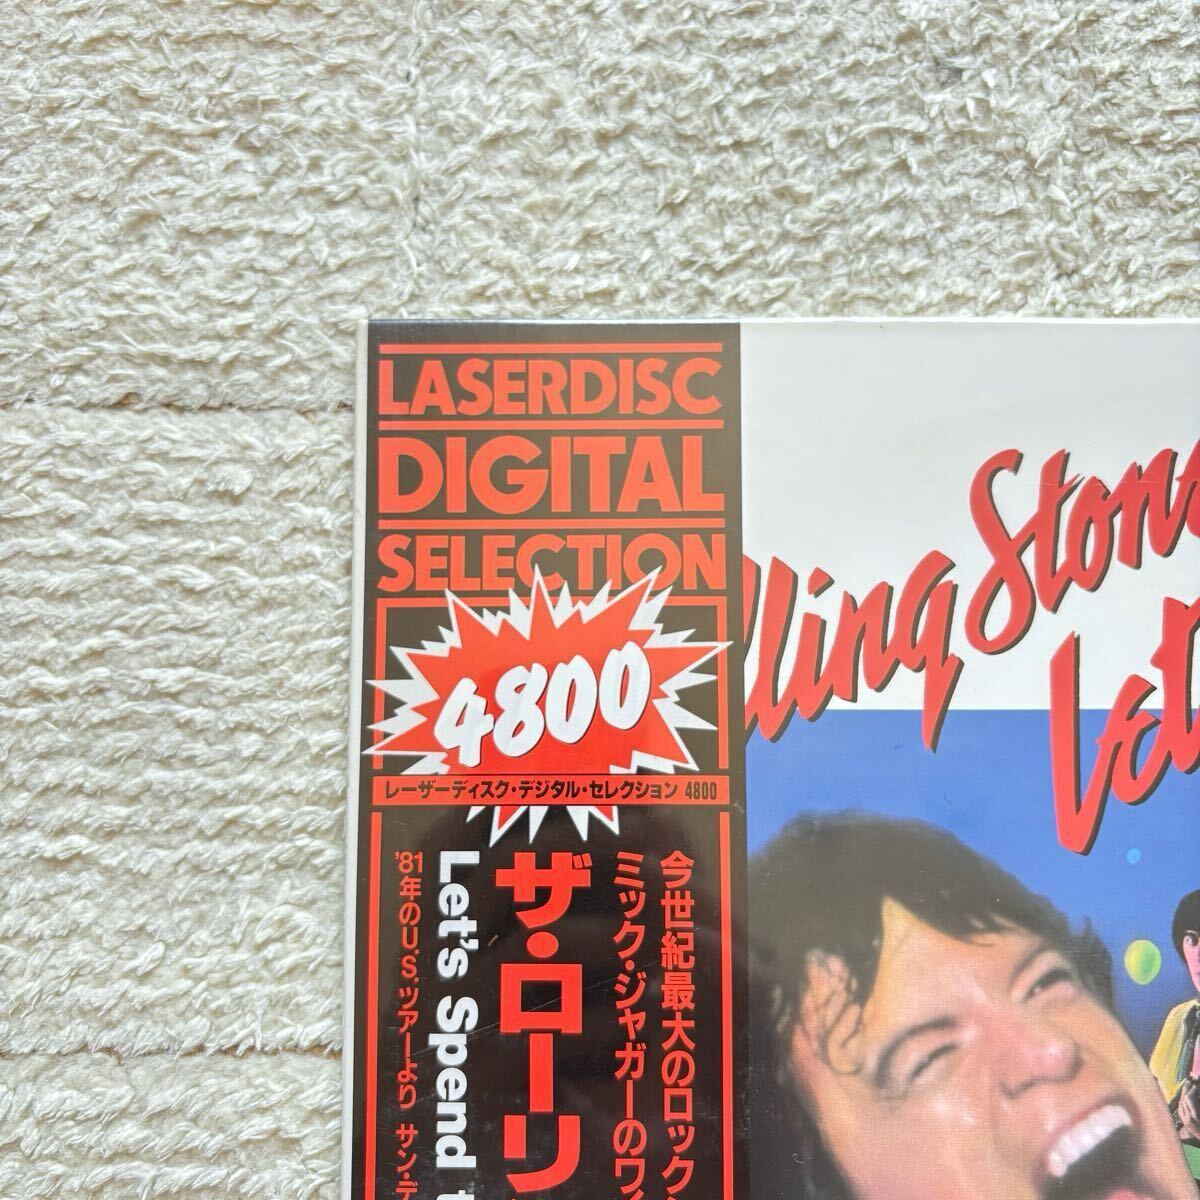 LASERDISC
DIGITAL
SELECTION
4800
レーザーディスク・デジタル・セレクション 4800
今世紀最大のロック
ミック・ジャガーのワ
ザ・ローリ
Let's Spend t
'81年のU.S.ツアーより サン・デ
lling Ston
Let